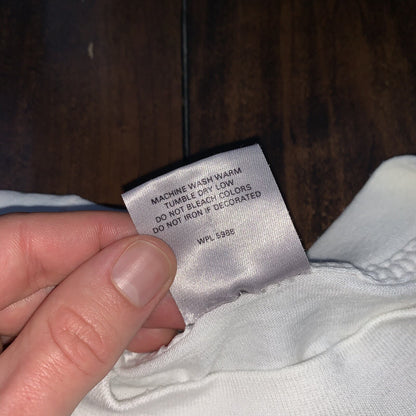 MACHINE WASH WARM
TUMBLE DRY LOW
DO NOT BLEACH COLORS
DO NOT IRON IF DECORATED
WPL 5986